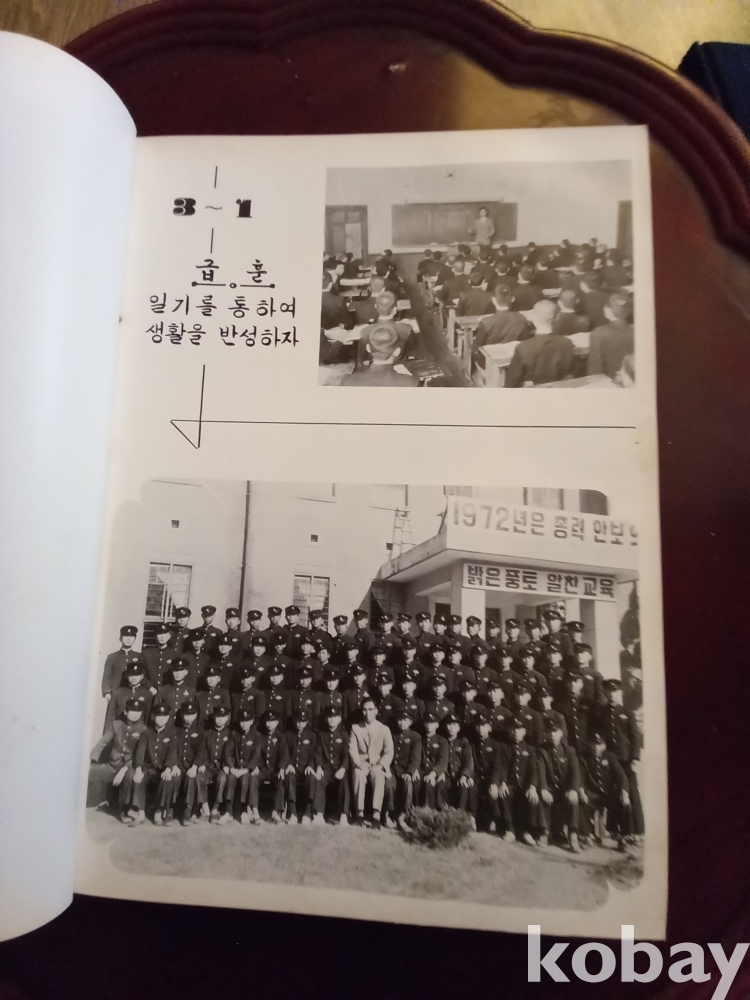 3~1
급훈
일기를 통하여
생활을 반성하자
1972년은 총력 안보의
밝은 풍토 알찬 교육
kobay